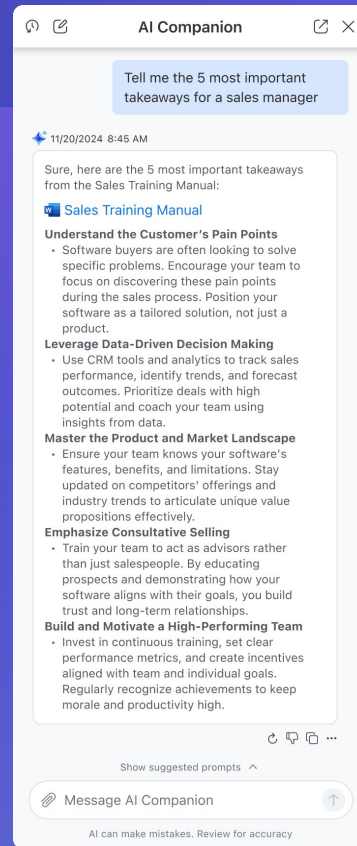 AI Companion
Tell me the 5 most important
takeaways for a sales manager
11/20/2024 8:45 AM
Sure, here are the 5 most important takeaways
from the Sales Training Manual:
Sales Training Manual
Understand the Customer's Pain Points
• Software buyers are often looking to solve
specific problems. Encourage your team to
focus on discovering these pain points
during the sales process. Position your
software as a tailored solution, not just a
product.
Leverage Data-Driven Decision Making
• Use CRM tools and analytics to track sales
performance, identify trends, and forecast
outcomes. Prioritize deals with high
potential and coach your team using
insights from data.
Master the Product and Market Landscape
• Ensure your team knows your software's
features, benefits, and limitations. Stay
updated on competitors' offerings and
industry trends to articulate unique value
propositions effectively.
Emphasize Consultative Selling
• Train your team to act as advisors rather
than just salespeople. By educating
prospects and demonstrating how your
software aligns with their goals, you build
trust and long-term relationships.
Build and Motivate a High-Performing Team
• Invest in continuous training, set clear
performance metrics, and create incentives
aligned with team and individual goals.
Regularly recognize achievements to keep
morale and productivity high.
Show suggested prompts
Message AI Companion
AI can make mistakes. Review for accuracy